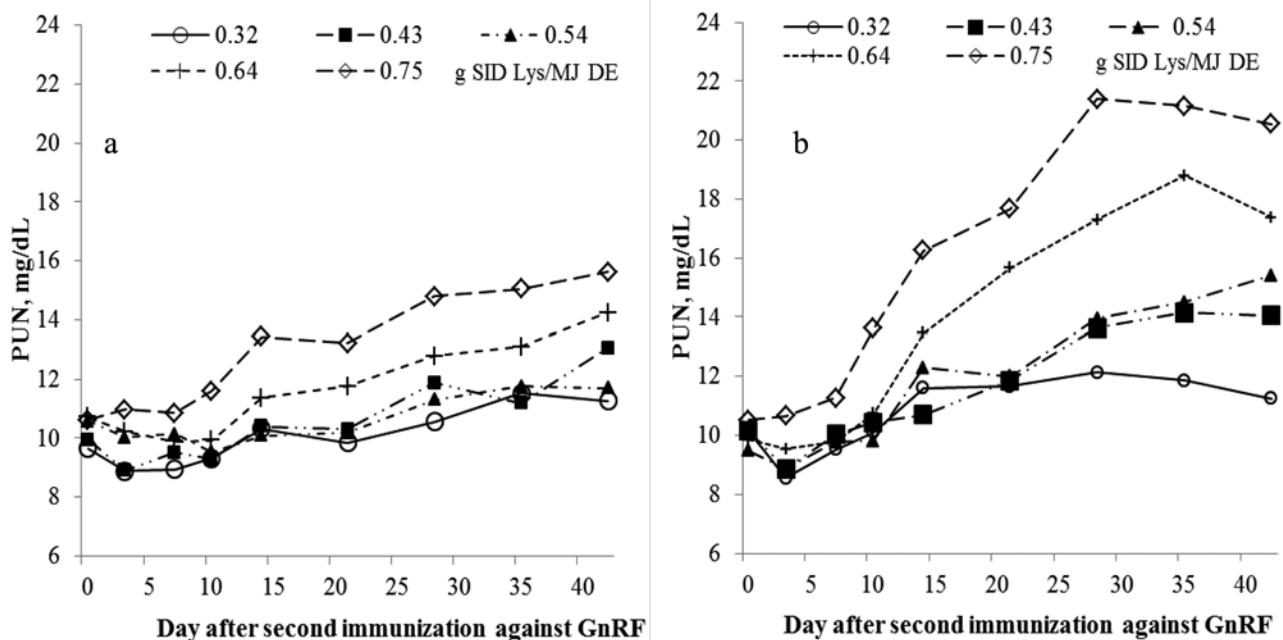 24
22
20
18
16
14
12
10
8
6
PUN, mg/dL
0.32 0.43 0.54
0.64 0.75 g SID Lys/MJ DE
a
0 5 10 15 20 25 30 35 40
Day after second immunization against GnRF
24
22
20
18
16
14
12
10
8
6
PUN, mg/dL
0.32 0.43 0.54
0.64 0.75 g SID Lys/MJ DE
b
0 5 10 15 20 25 30 35 40
Day after second immunization against GnRF